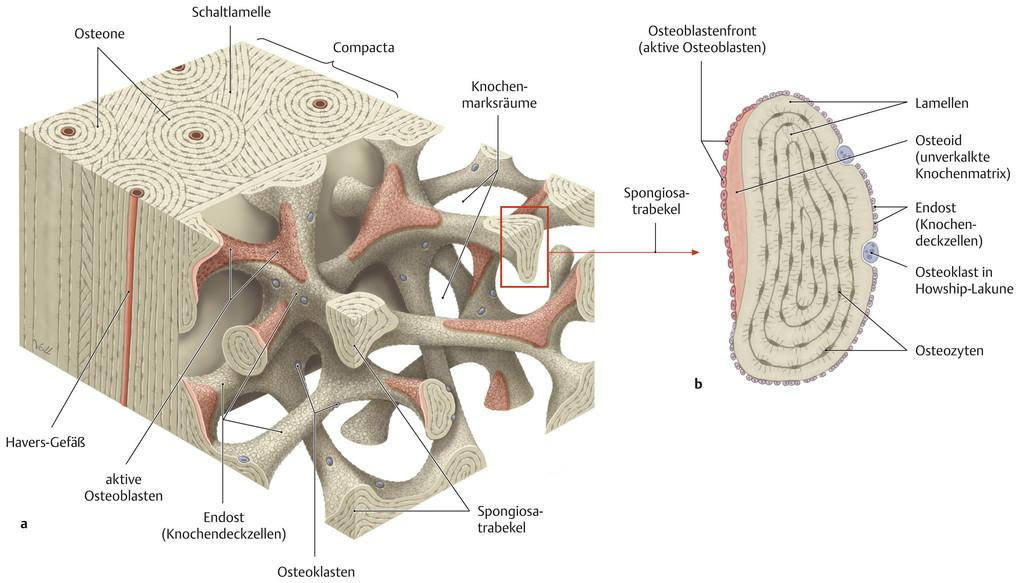 Schaltlamelle
Osteone
Compacta
Knochen-
marksräume
Havers-Gefäß
aktive
Osteoblasten
Endost
(Knochendeckzellen)
Osteoklasten
Spongiosa-
trabekel
a
Spongiosa-
trabekel
Osteoblastenfront
(aktive Osteoblasten)
Lamellen
Osteoid
(unverkalkte
Knochenmatrix)
Endost
(Knochen-
deckzellen)
Osteoklast in
Howship-Lakune
Osteozyten
b